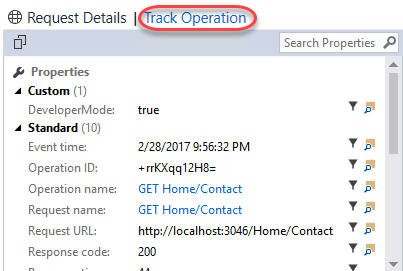 Request Details | Track Operation
Search Properties
Properties
Custom (1)
DeveloperMode: true
Standard (10)
Event time: 2/28/2017 9:56:32 PM
Operation ID: +rrKXqq12H8=
Operation name: GET Home/Contact
Request name: GET Home/Contact
Request URL: http://localhost:3046/Home/Contact
Response code: 200